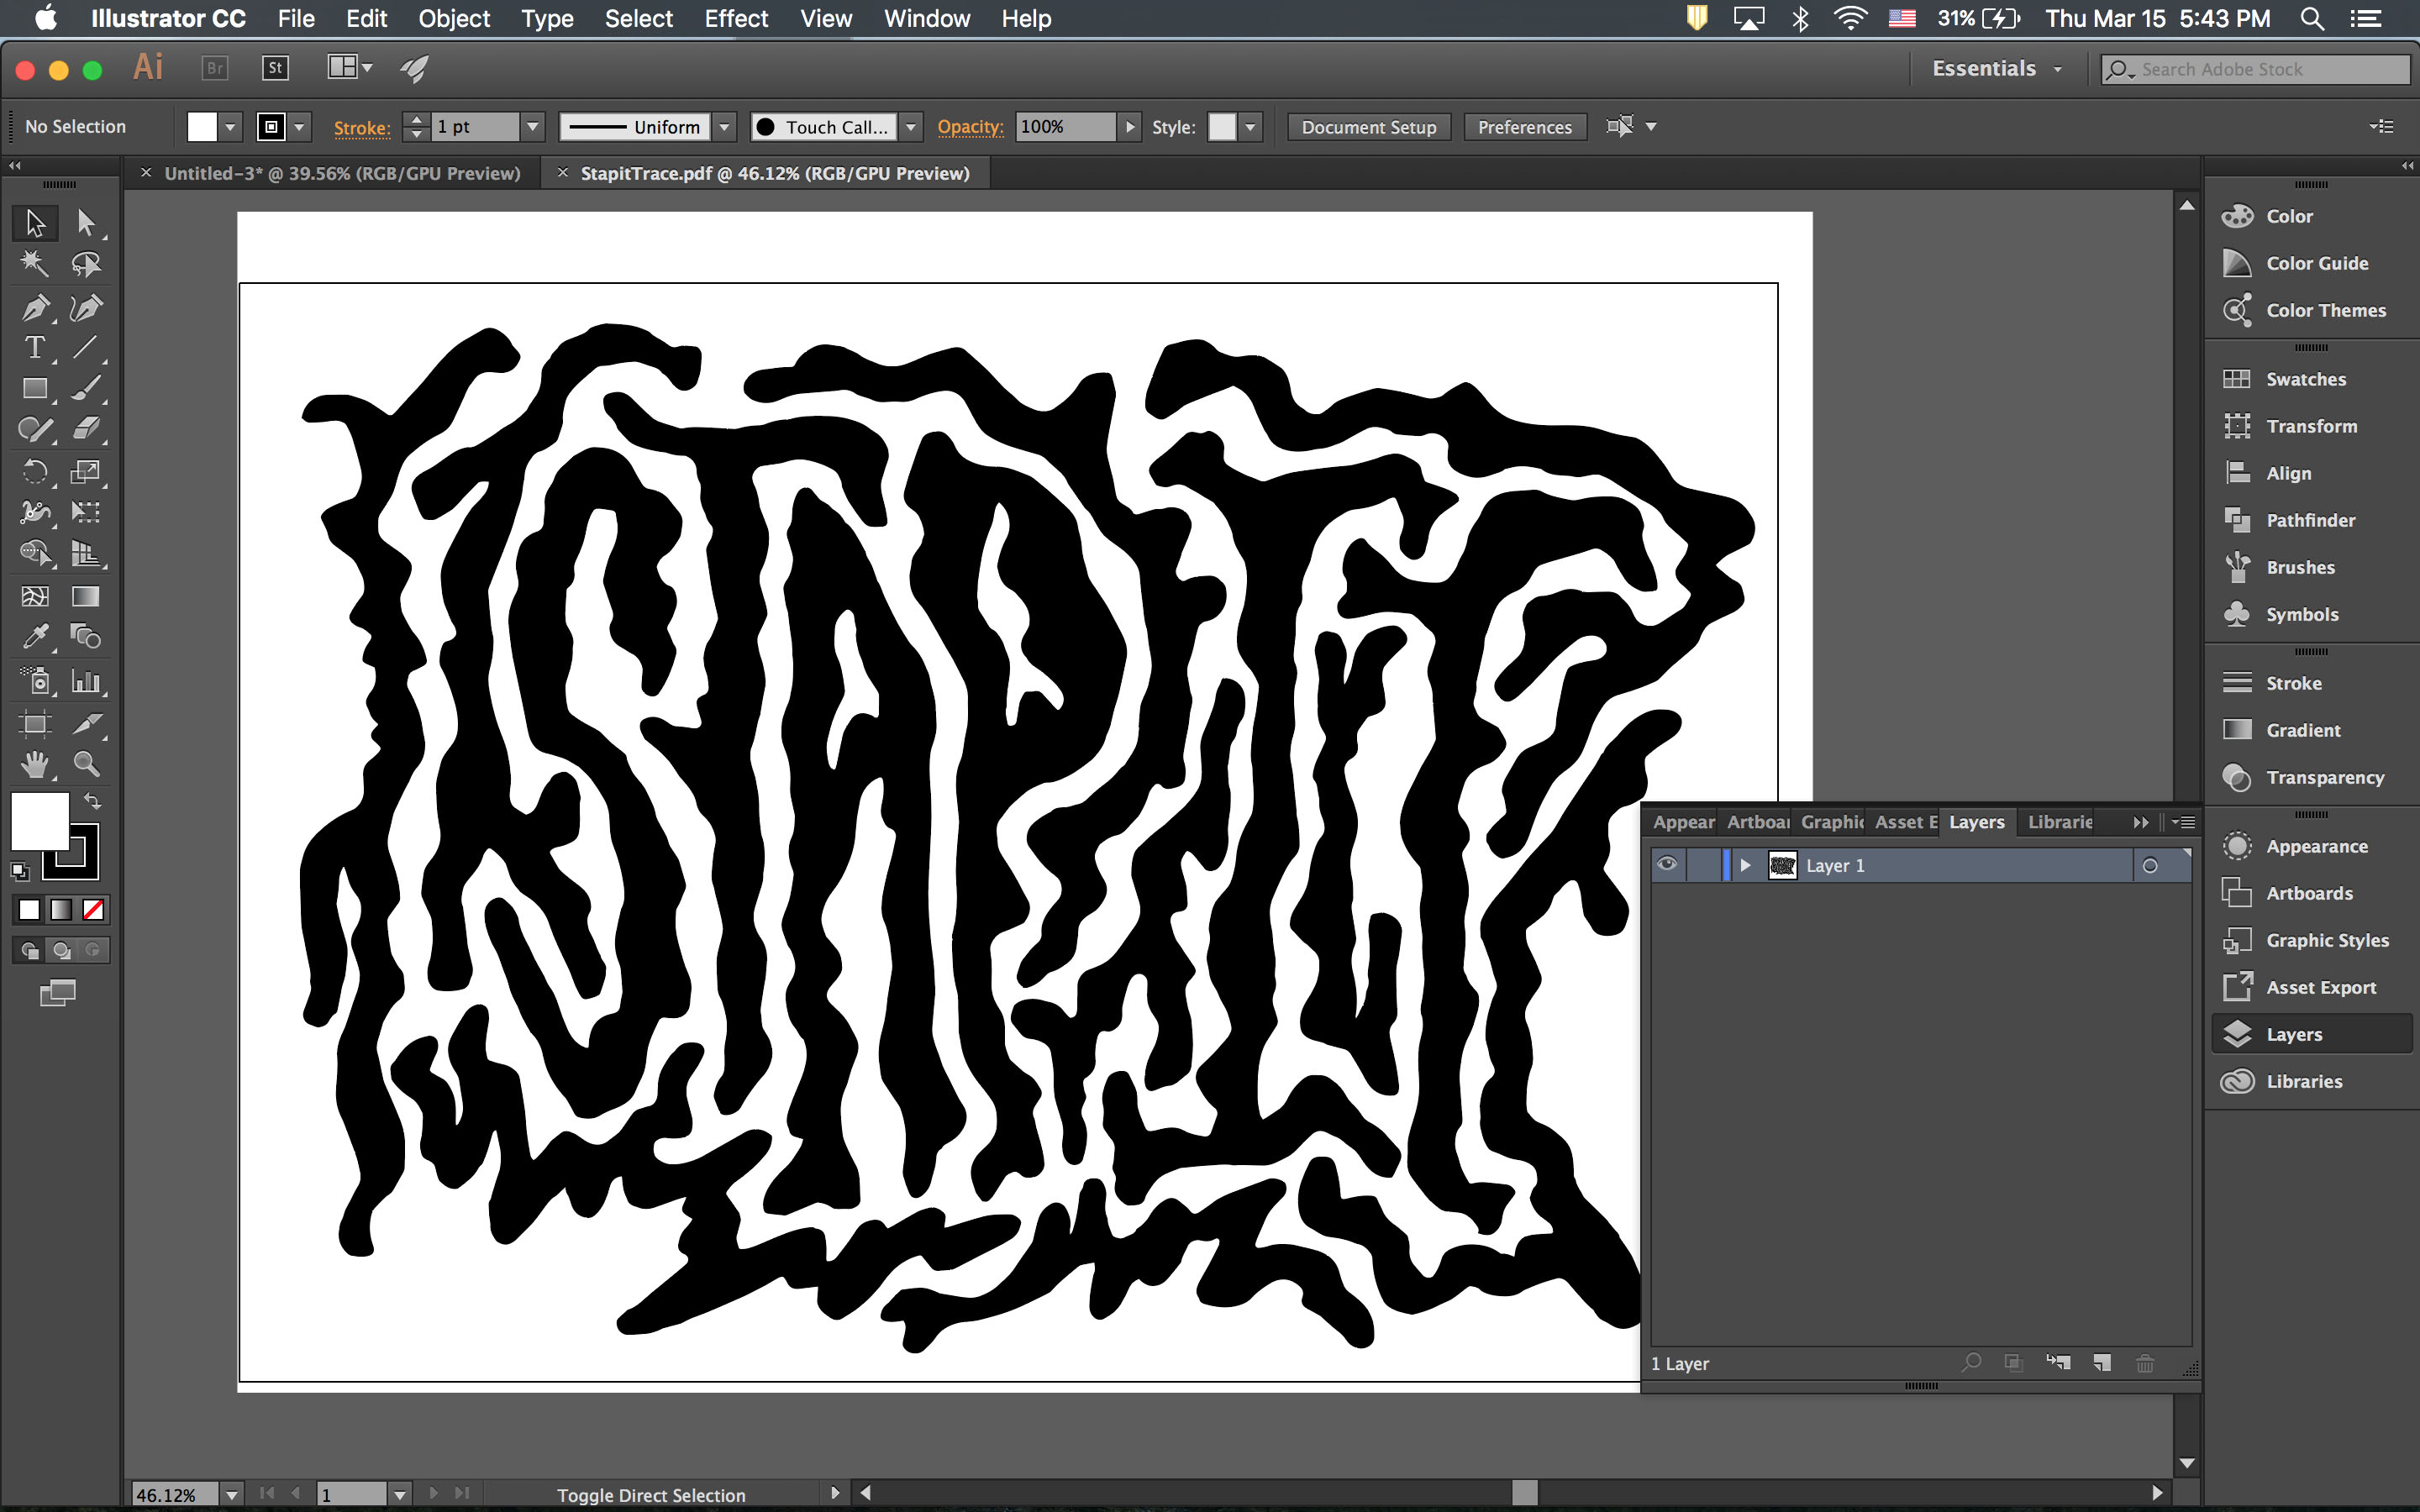 Illustrator CC File Edit Object Type Select Effect View Window Help 31% Thu Mar 15 5:43 PM
Ai Br St Essentials Search Adobe Stock
No Selection Stroke: 1 pt Uniform Touch Call... Opacity: 100% Style: Document Setup Preferences
Untitled-3* @ 39.56% (RGB/GPU Preview) StapitTrace.pdf @ 46.12% (RGB/GPU Preview)
Color
Color Guide
Color Themes
Swatches
Transform
Align
Pathfinder
Brushes
Symbols
Stroke
Gradient
Transparency
Appearance
Artboards
Graphic Styles
Asset Export
Layers
Libraries
Appear Artboar Graphic Asset E Layers Librarie
Layer 1
1 Layer
46.12% 1 Toggle Direct Selection